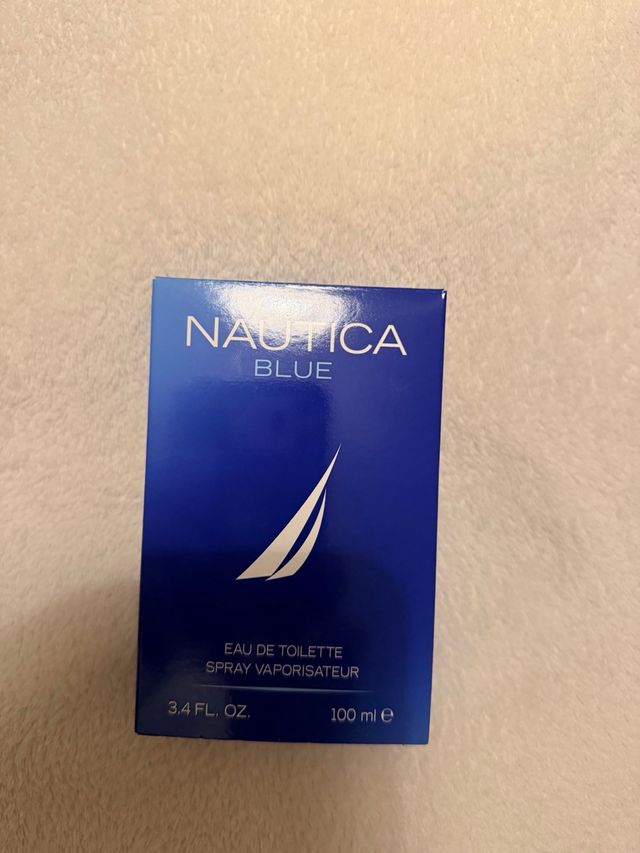 NAUTICA
BLUE
EAU DE TOILETTE
SPRAY VAPORISATEUR
3.4 FL. OZ. 100 ml ℮